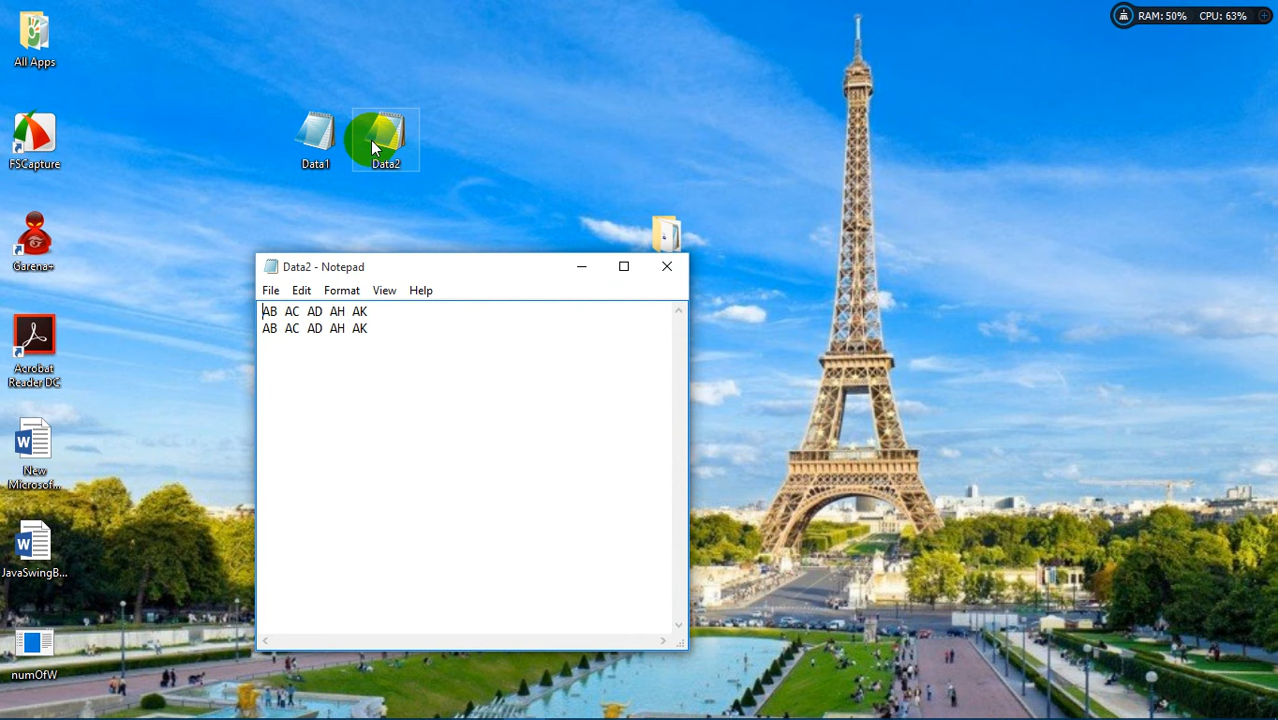 RAM: 50% CPU: 63%
All Apps
FSCapture
Data1
Data2
Garena+
Data2 - Notepad
File Edit Format View Help
AB AC AD AH AK
AB AC AD AH AK
Acrobat
Reader DC
New
Microsof...
JavaSwingB...
numOfW